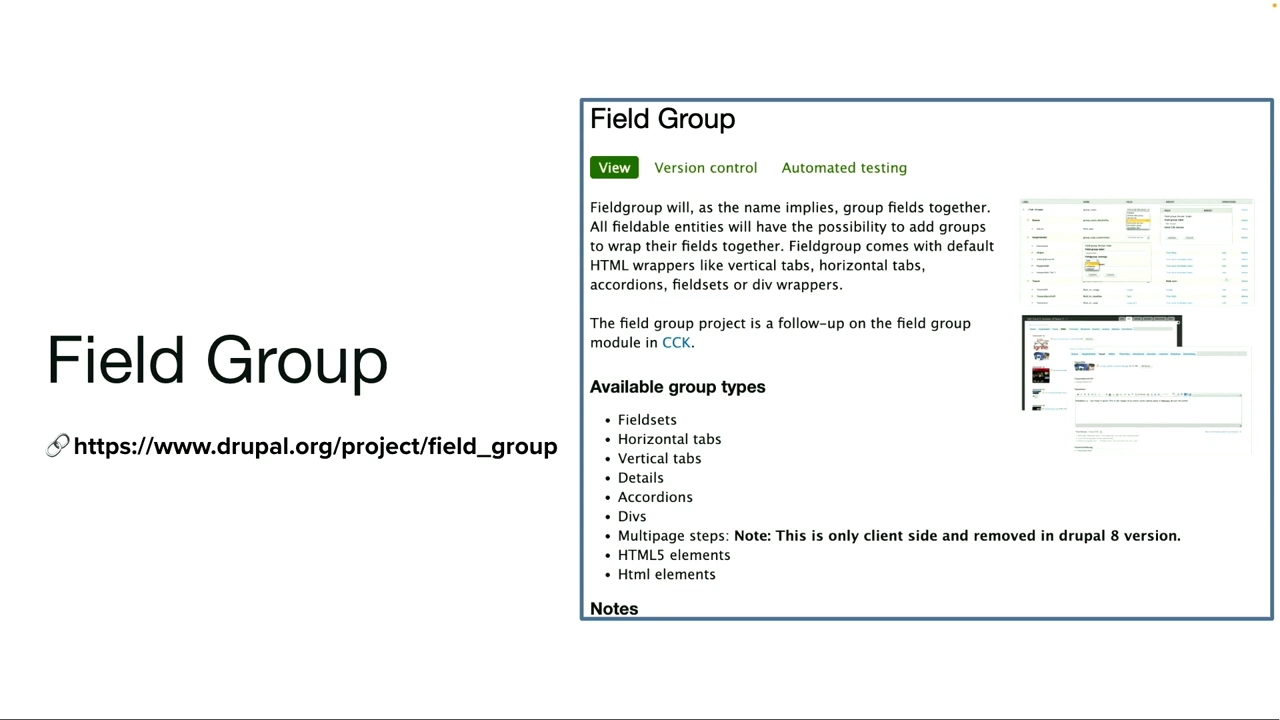 Field Group
https://www.drupal.org/project/field_group
Field Group
View
Version control
Automated testing
Fieldgroup will, as the name implies, group fields together.
All fieldable entities will have the possibility to add groups
to wrap their fields together. Fieldgroup comes with default
HTML wrappers like vertical tabs, horizontal tabs,
accordions, fieldsets or div wrappers.
The field group project is a follow-up on the field group
module in CCK.
Available group types
• Fieldsets
• Horizontal tabs
• Vertical tabs
• Details
• Accordions
• Divs
• Multipage steps: Note: This is only client side and removed in drupal 8 version.
• HTML5 elements
• Html elements
Notes